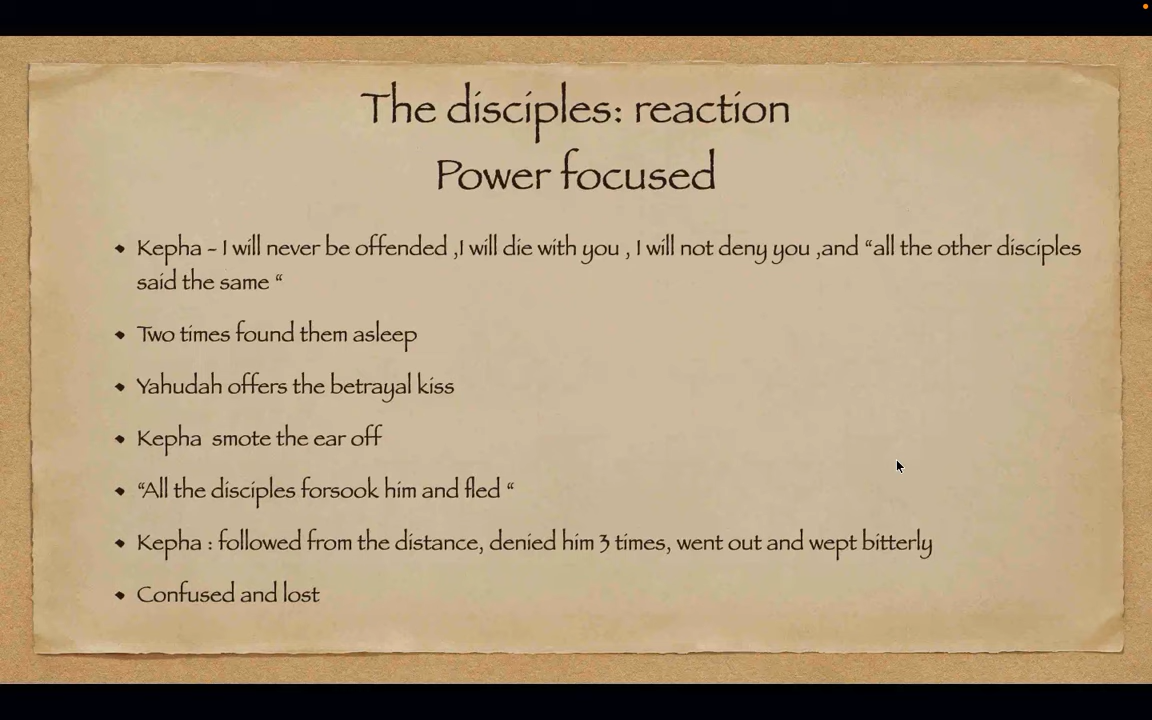 The disciples: reaction
Power focused
Kepha - I will never be offended ,I will die with you , I will not deny you ,and “all the other disciples
said the same “
Two times found them asleep
Yahudah offers the betrayal kiss
Kepha  smote the ear off
“All the disciples forsook him and fled “
Kepha : followed from the distance, denied him 3 times, went out and wept bitterly
Confused and lost